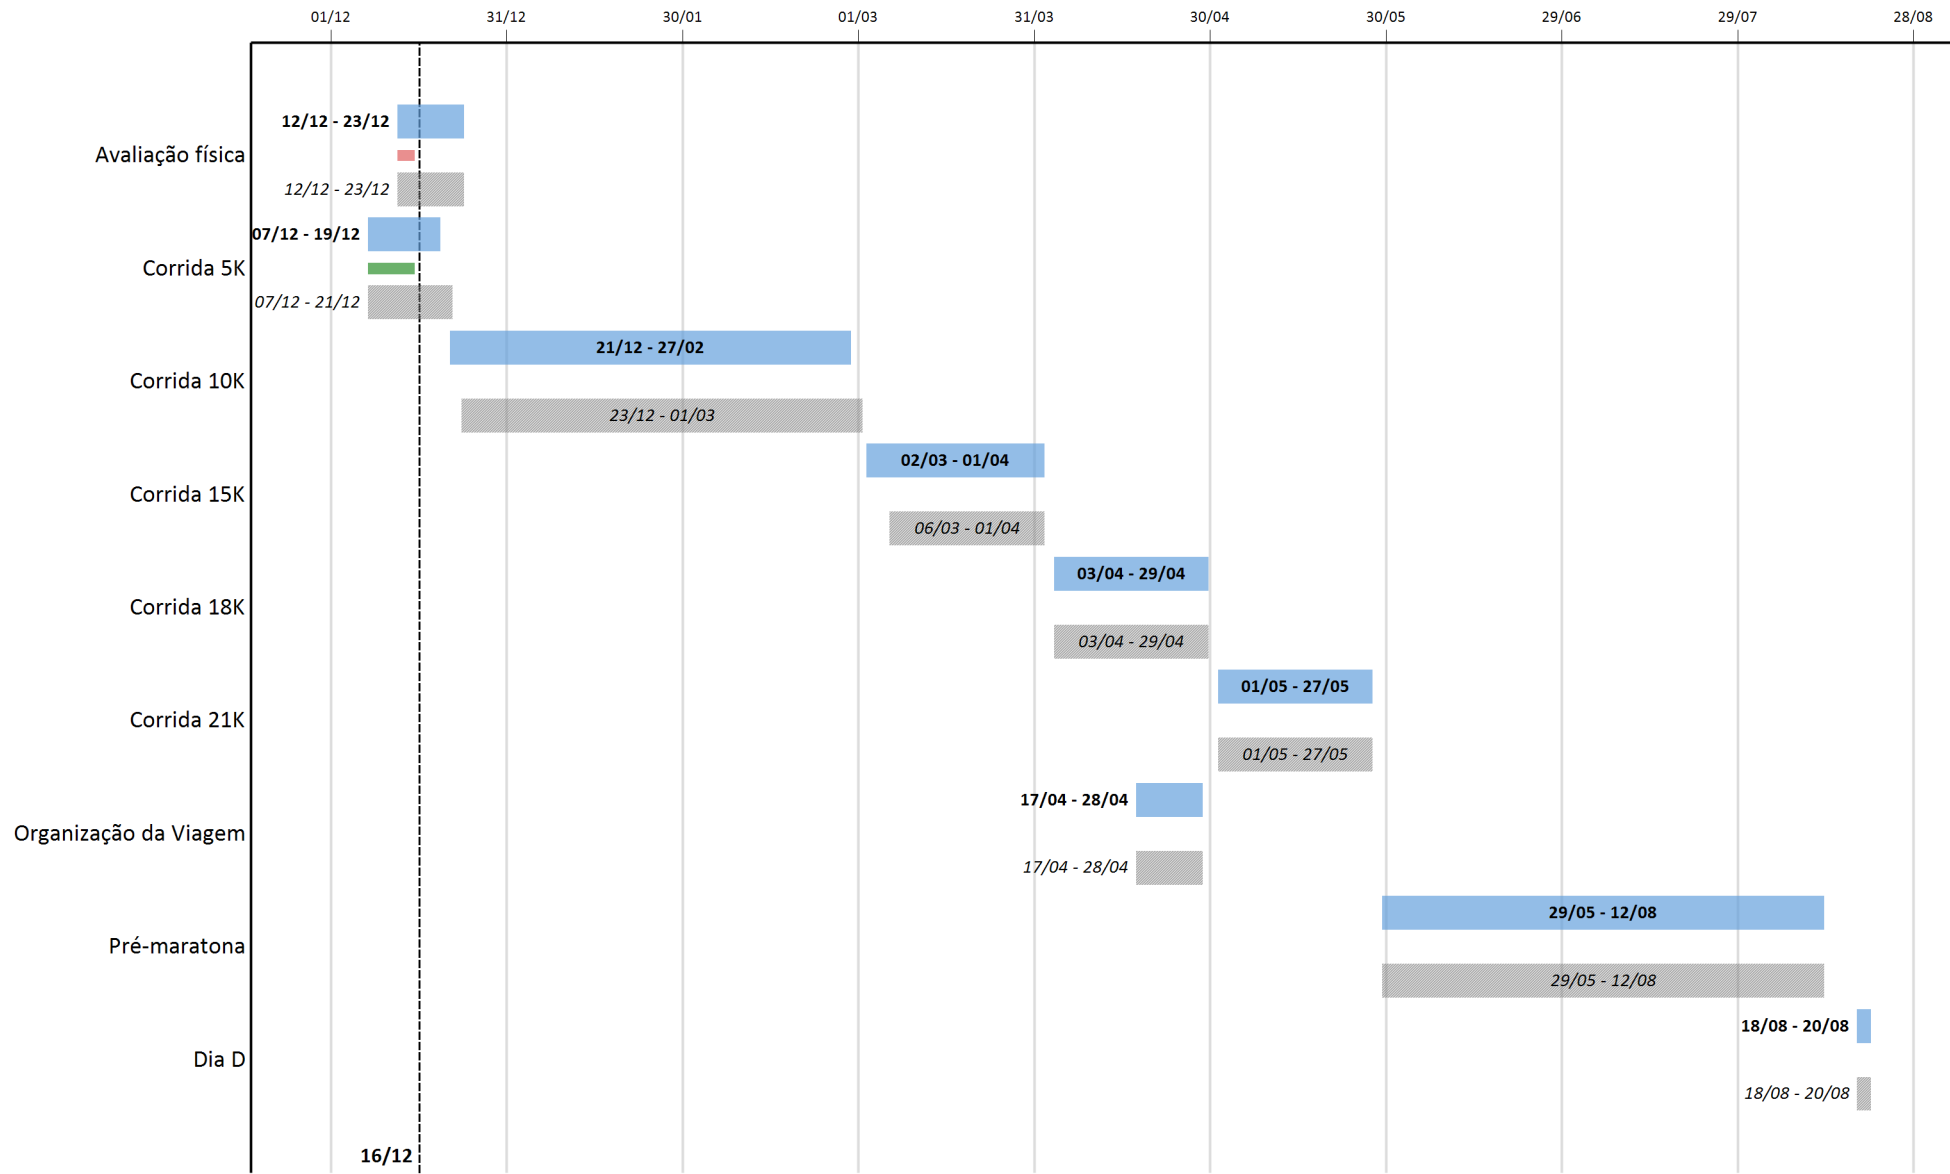 01/12 31/12 30/01 01/03 31/03 30/04 30/05 29/06 29/07 28/08
12/12 - 23/12
Avaliação física
12/12 - 23/12
07/12 - 19/12
Corrida 5K
07/12 - 21/12
21/12 - 27/02
Corrida 10K
23/12 - 01/03
02/03 - 01/04
Corrida 15K
06/03 - 01/04
03/04 - 29/04
Corrida 18K
03/04 - 29/04
01/05 - 27/05
Corrida 21K
01/05 - 27/05
17/04 - 28/04
Organização da Viagem
17/04 - 28/04
29/05 - 12/08
Pré-maratona
29/05 - 12/08
18/08 - 20/08
Dia D
18/08 - 20/08
16/12